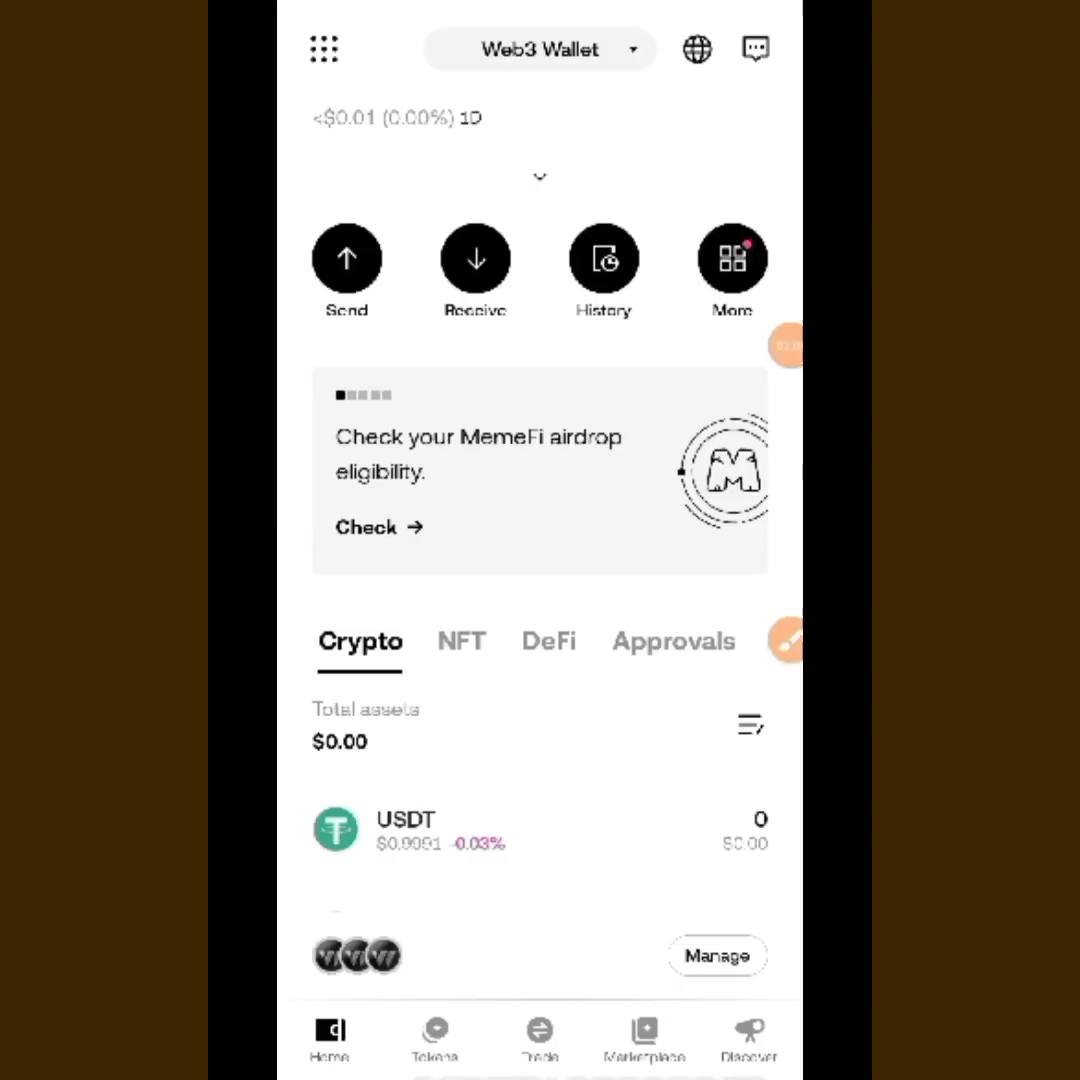 Web3 Wallet
<$0.01 (0.00%) 1D
Send
Receive
History
More
Check your MemeFi airdrop
eligibility.
Check →
Crypto
NFT
DeFi
Approvals
Total assets
$0.00
USDT
0
$0.9991 -0.03%
$0.00
Manage
Home
Tokens
Trade
Marketplace
Discover